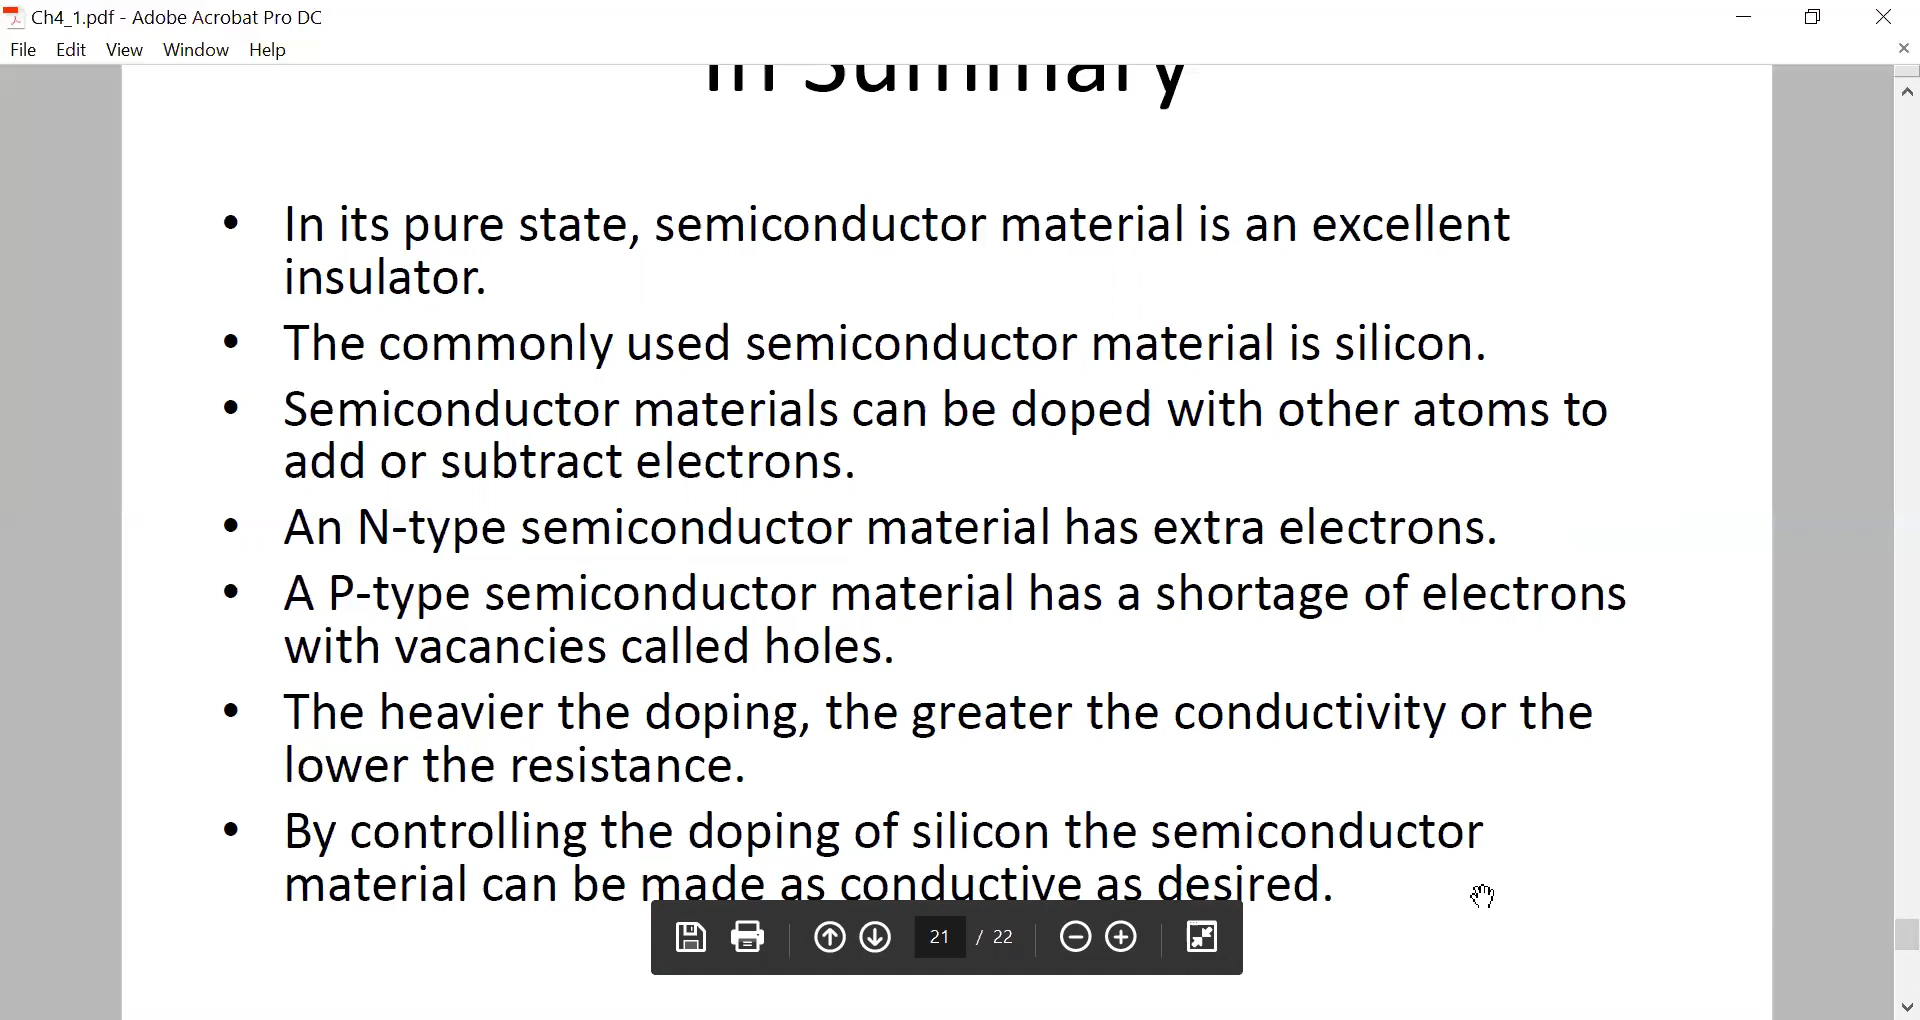 Ch4_1.pdf - Adobe Acrobat Pro DC
File Edit View Window Help
In Summary
• In its pure state, semiconductor material is an excellent
insulator.
• The commonly used semiconductor material is silicon.
• Semiconductor materials can be doped with other atoms to
add or subtract electrons.
• An N-type semiconductor material has extra electrons.
• A P-type semiconductor material has a shortage of electrons
with vacancies called holes.
• The heavier the doping, the greater the conductivity or the
lower the resistance.
• By controlling the doping of silicon the semiconductor
material can be made as conductive as desired.
21 / 22